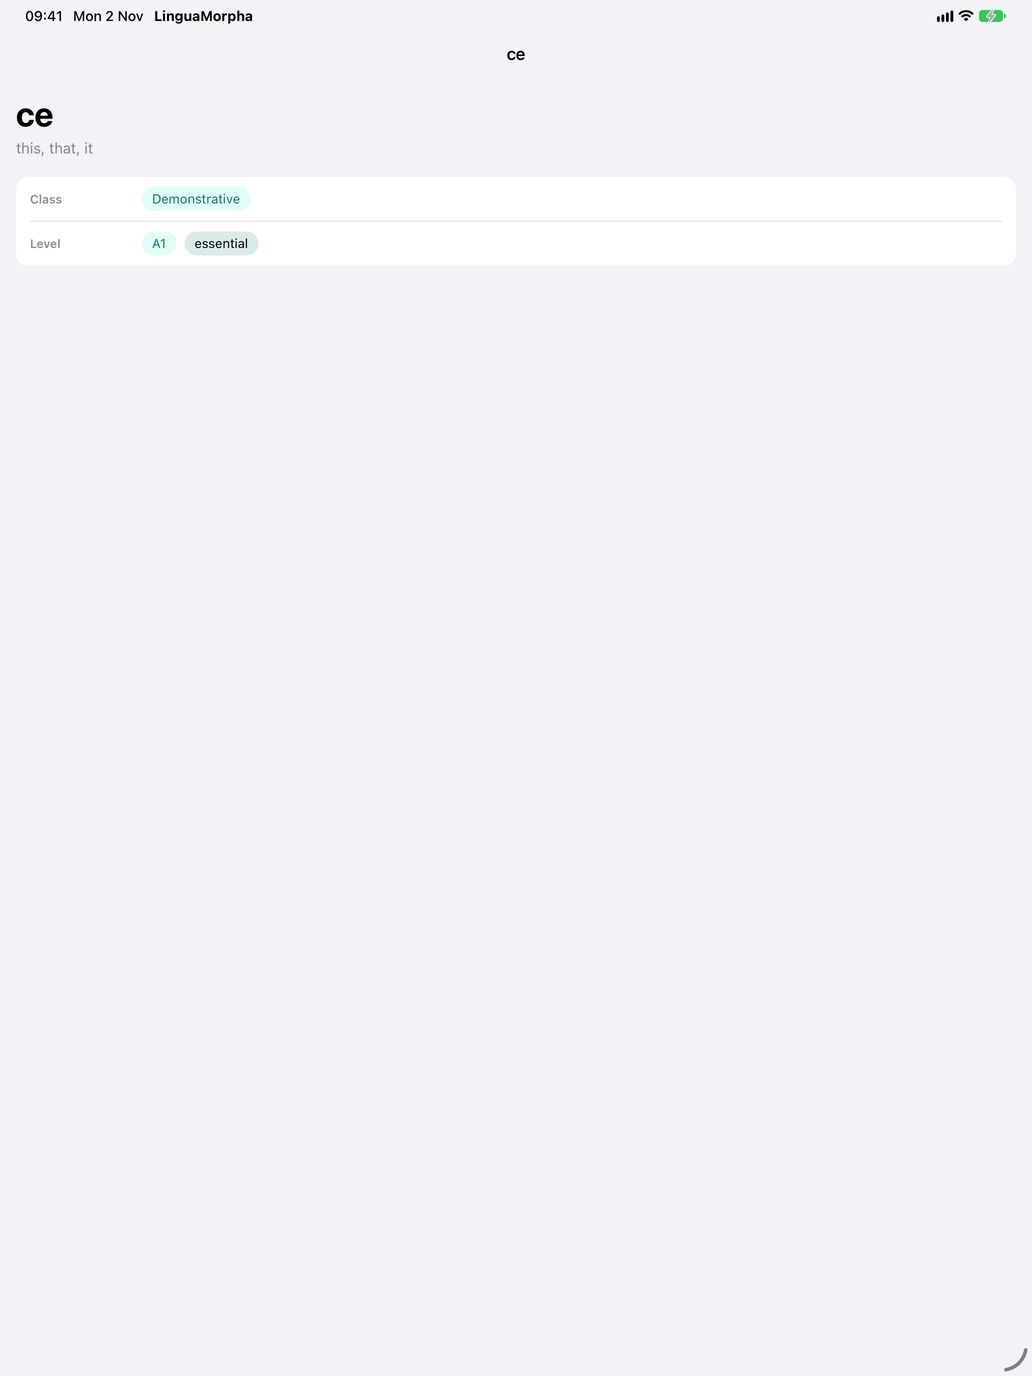 09:41 Mon 2 Nov LinguaMorpha
ce
ce
this, that, it
Class Demonstrative
Level A1 essential